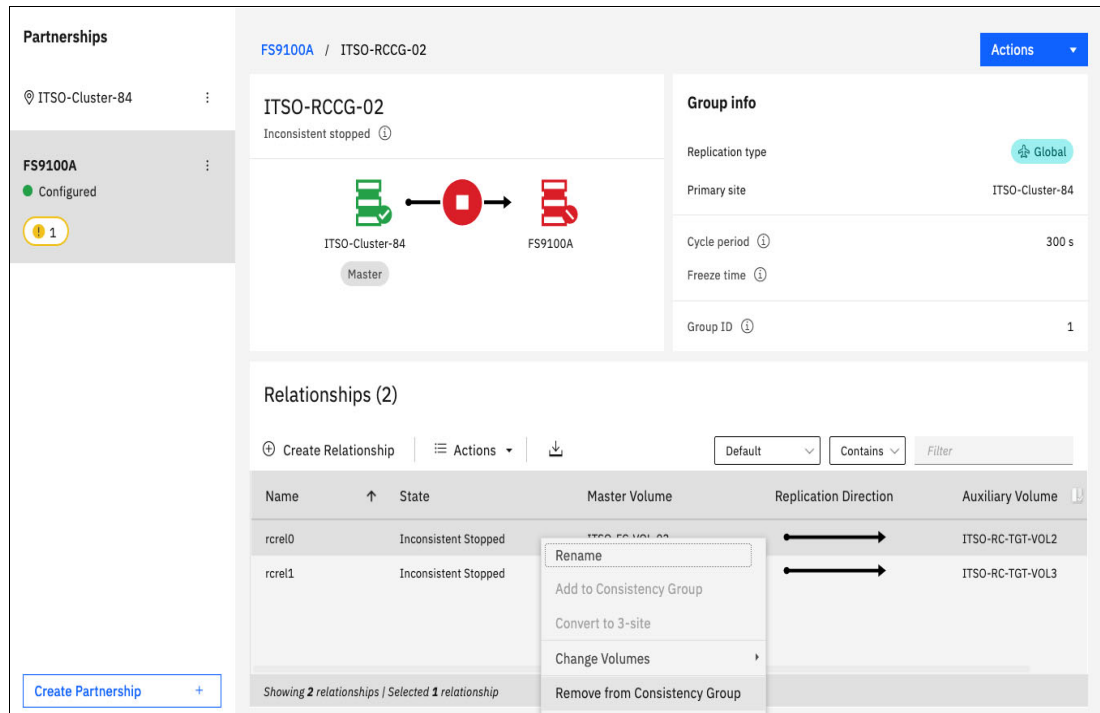 Partnerships
ITSO-Cluster-84
FS9100A
Configured
1
FS9100A / ITSO-RCCG-02
Actions
ITSO-RCCG-02
Inconsistent stopped
ITSO-Cluster-84
FS9100A
Master
Group info
Replication type
Global
Primary site
ITSO-Cluster-84
Cycle period
300 s
Freeze time
Group ID
1
Relationships (2)
Create Relationship
Actions
Default
Contains
Filter
Name State Master Volume Replication Direction Auxiliary Volume
rcrel0 Inconsistent Stopped ITSO-RC-TGT-VOL2
rcrel1 Inconsistent Stopped ITSO-RC-TGT-VOL3
Rename
Add to Consistency Group
Convert to 3-site
Change Volumes
Remove from Consistency Group
Create Partnership +
Showing 2 relationships | Selected 1 relationship